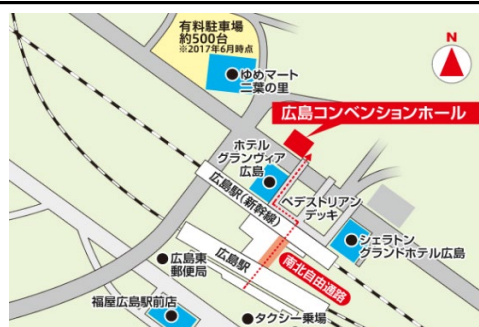 有料駐車場
約500台
※2017年6月時点
ゆめマート
二葉の里
N
広島コンベンションホール
ホテル
グランヴィア
広島
広島駅(新幹線)
ペデストリアン
デッキ
シェラトン
グランドホテル広島
広島東
郵便局
広島駅
南北自由通路
福屋広島駅前店
タクシー乗場